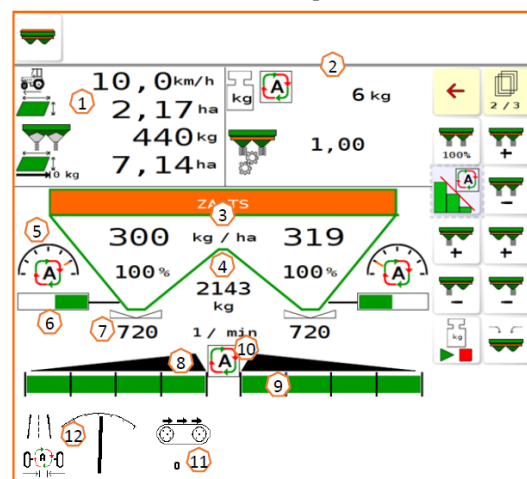 2
10,0km/h
1
2,17 ha
440 kg
0 kg
7,14 ha
kg
A
6 kg
1,00
2 / 3
100%
+
A
-
+
+
-
-
kg
ZA-TS
3
300 kg / ha 319
5
A
100 %
4
100 %
A
2143
kg
6
7
720 1 / min 720
8
A
10
9
12
A
11
0